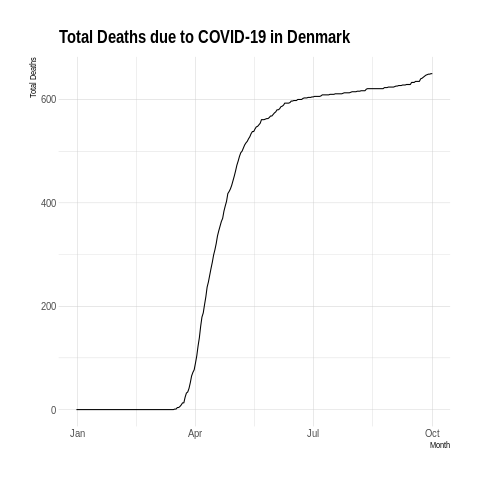 Total Deaths due to COVID-19 in Denmark
Total Deaths
600
400
200
0
Jan Apr Jul Oct
Month